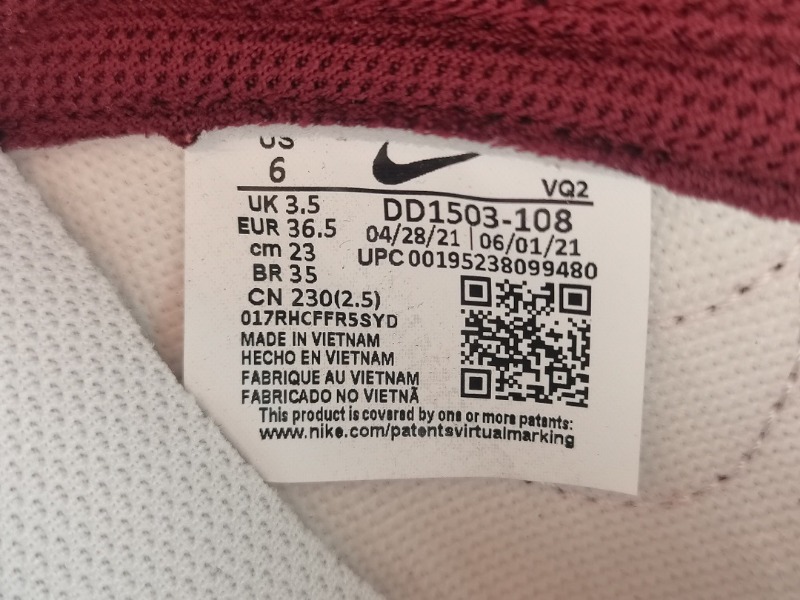 US
6
VQ2
UK 3.5
DD1503-108
EUR 36.5
04/28/21 | 06/01/21
cm 23
UPC 00195238099480
BR 35
CN 230(2.5)
017RHCFFR5SYD
MADE IN VIETNAM
HECHO EN VIETNAM
FABRIQUE AU VIETNAM
FABRICADO NO VIETNÃ
This product is covered by one or more patents:
www.nike.com/patentsvirtualmarking